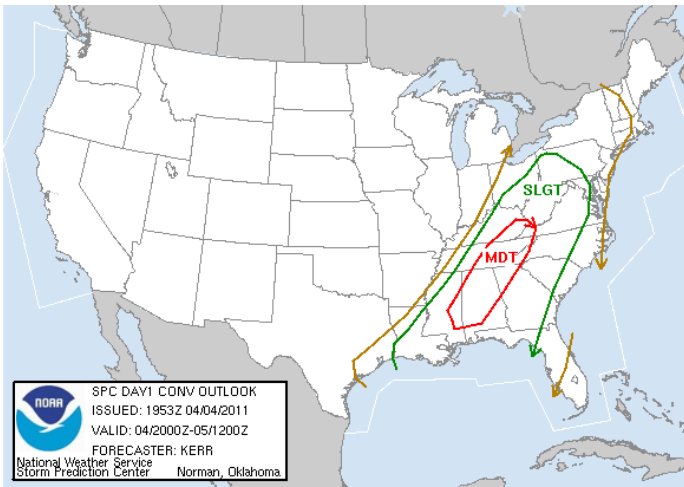 SLGT
MDT
SPC DAY1 CONV OUTLOOK
ISSUED: 1953Z 04/04/2011
VALID: 04/2000Z-05/1200Z
FORECASTER: KERR
National Weather Service
Storm Prediction Center Norman, Oklahoma
NOAA